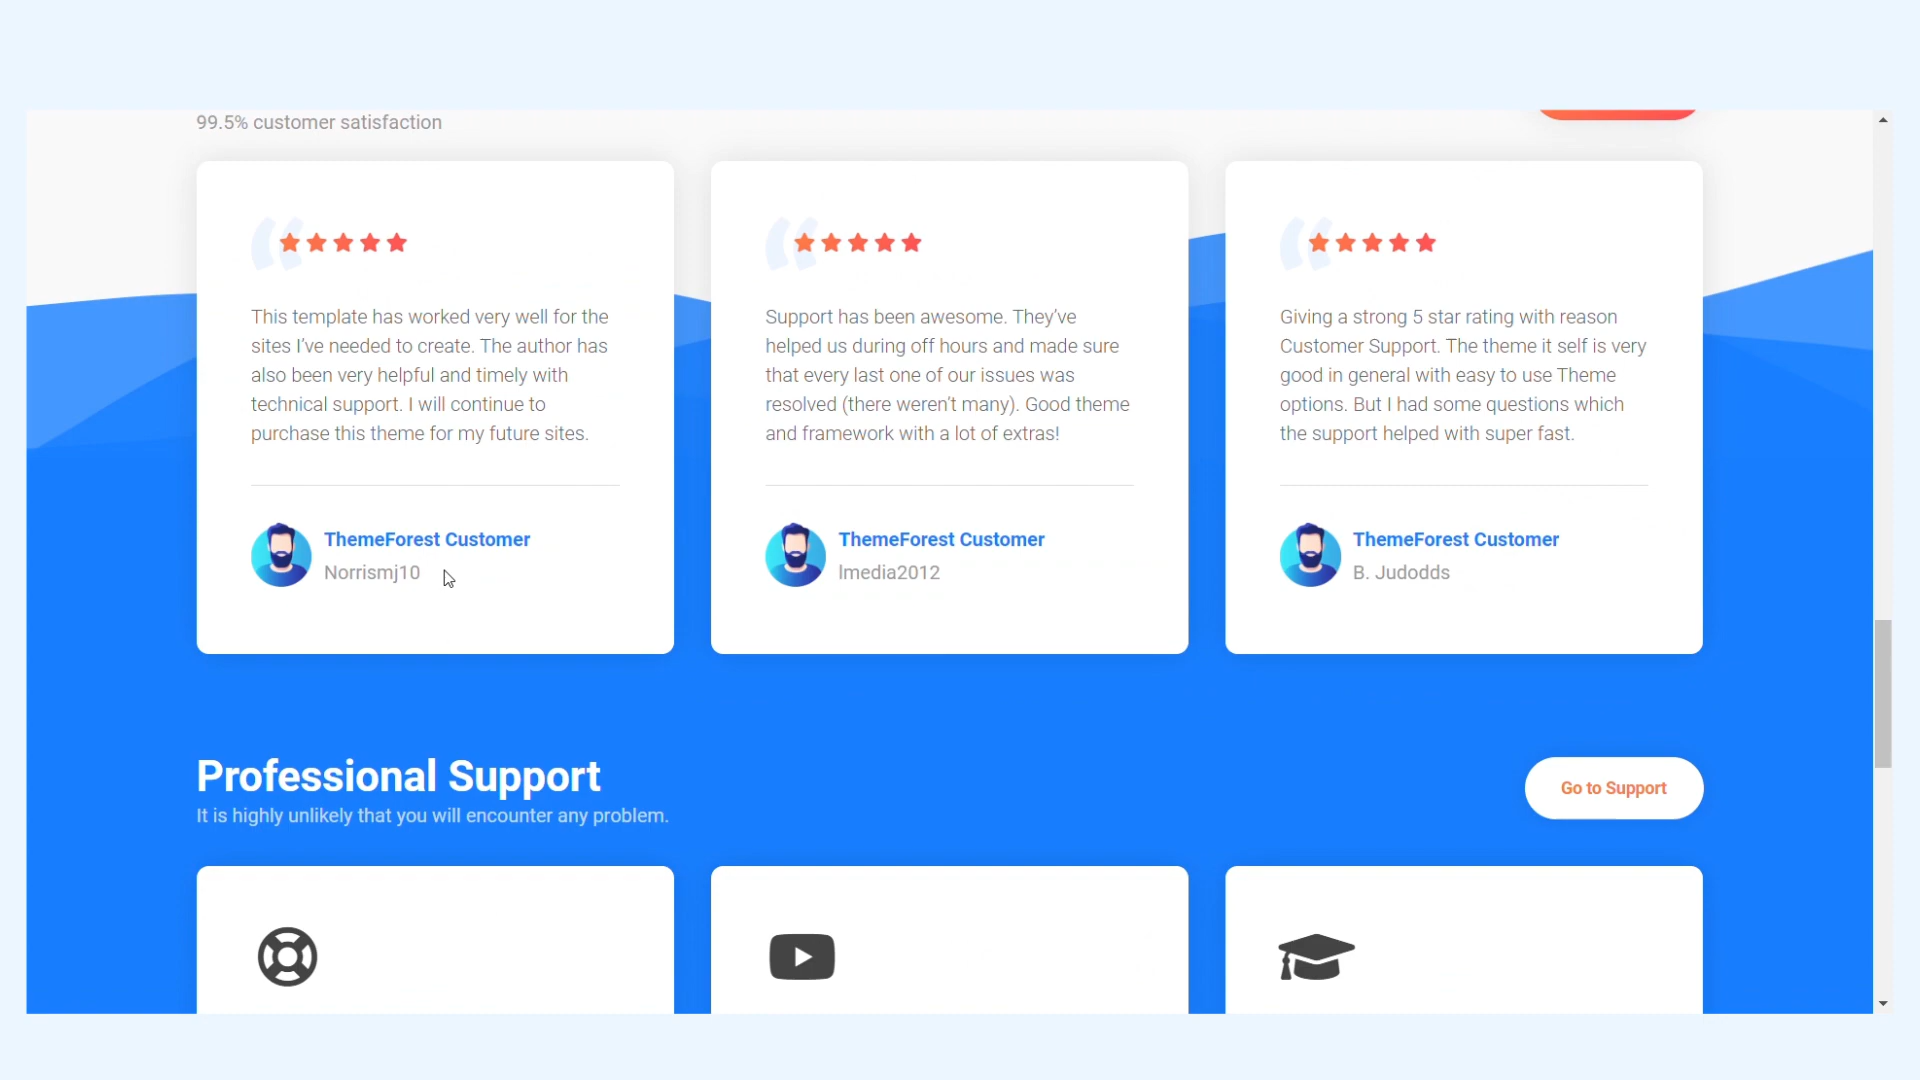 99.5% customer satisfaction
This template has worked very well for the
sites I’ve needed to create. The author has
also been very helpful and timely with
technical support. I will continue to
purchase this theme for my future sites.
ThemeForest Customer
Norrismj10
Support has been awesome. They’ve
helped us during off hours and made sure
that every last one of our issues was
resolved (there weren’t many). Good theme
and framework with a lot of extras!
ThemeForest Customer
lmedia2012
Giving a strong 5 star rating with reason
Customer Support. The theme it self is very
good in general with easy to use Theme
options. But I had some questions which
the support helped with super fast.
ThemeForest Customer
B. Judodds
Professional Support
It is highly unlikely that you will encounter any problem.
Go to Support